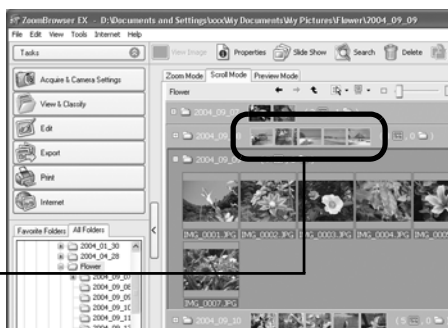 ZoomBrowser EX - D:\Documents and Settings\xxx\My Documents\My Pictures\Flower\2004_09_09
File Edit View Tools Internet Help
Tasks
View Image Properties Slide Show Search Delete
Acquire & Camera Settings
View & Classify
Edit
Export
Print
Internet
Zoom Mode Scroll Mode Preview Mode
Flower
2004_09_07
2004_09_0
IMG_0001.JPG IMG_0002.JPG IMG_0003.JPG IMG_0004.JPG
IMG_0007.JPG
2004_09_10
Favorite Folders All Folders
2004_01_30
2004_04_28
Flower
2004_09_07
2004_09_08
2004_09_09
2004_09_10
2004_09_11